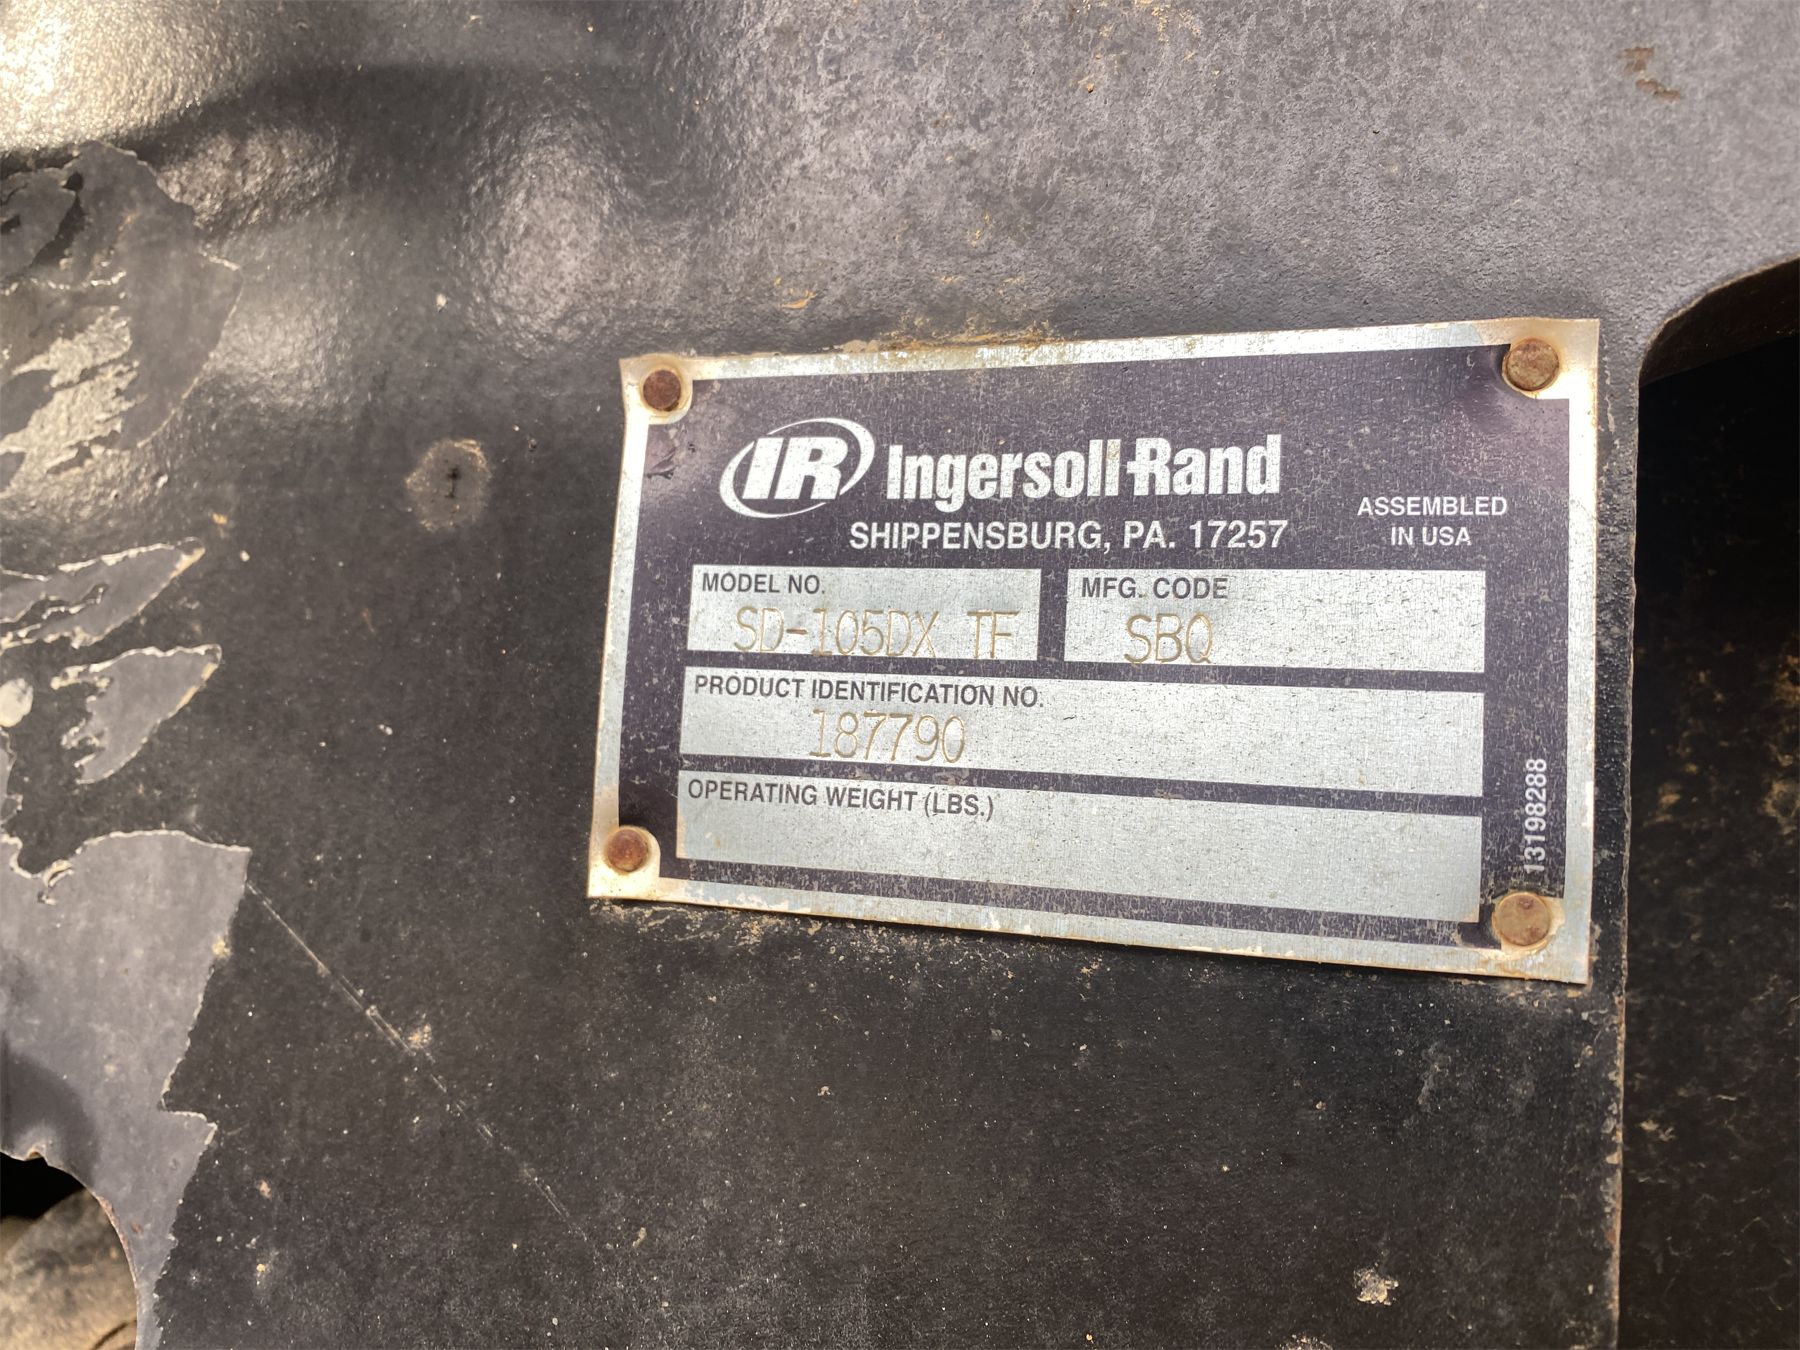 IR Ingersoll-Rand
SHIPPENSBURG, PA. 17257
ASSEMBLED
IN USA
MODEL NO.
SD-105DX TF
MFG. CODE
SBQ
PRODUCT IDENTIFICATION NO.
187790
OPERATING WEIGHT (LBS.)
13198288